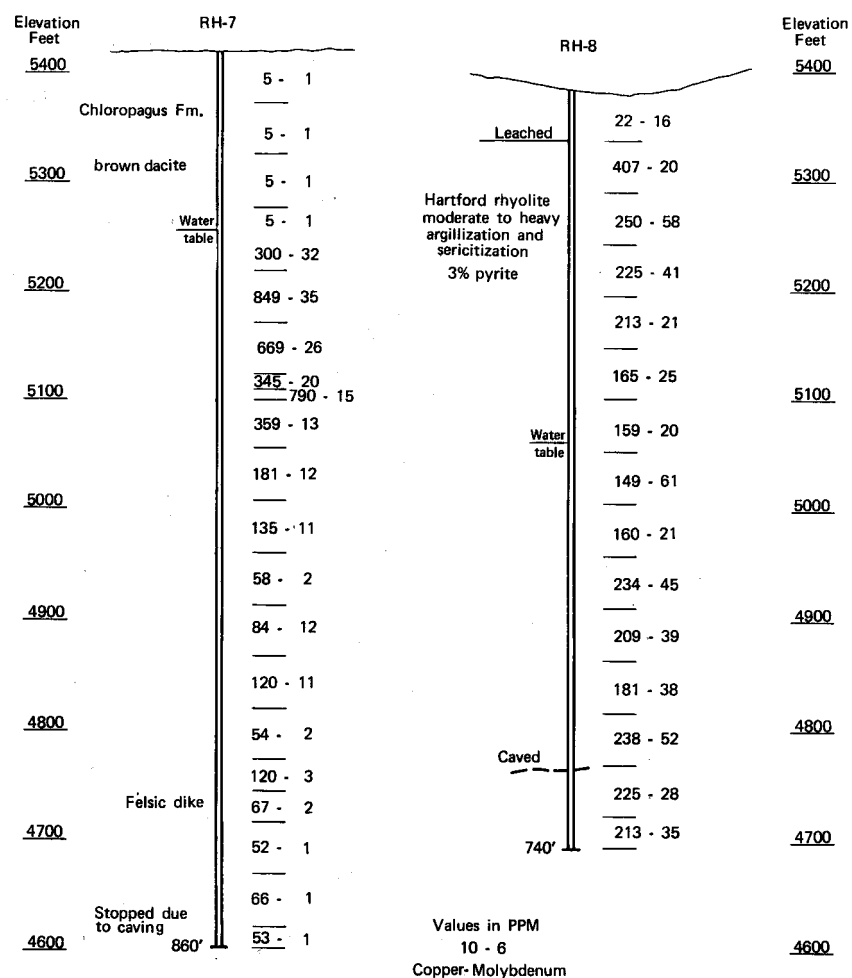 Elevation
Feet
RH-7
5400
5 - 1
Chloropagus Fm.
5 - 1
brown dacite
5300
5 - 1
Water
table
5 - 1
300 - 32
5200
849 - 35
669 - 26
345 - 20
5100
790 - 15
359 - 13
181 - 12
5000
135 - 11
58 - 2
4900
84 - 12
120 - 11
4800
54 - 2
120 - 3
Felsic dike
67 - 2
4700
52 - 1
66 - 1
Stopped due
to caving
53 - 1
4600
860'
RH-8
Elevation
Feet
5400
22 - 16
Leached
407 - 20
5300
Hartford rhyolite
moderate to heavy
argillization and
sericitization
3% pyrite
250 - 58
225 - 41
5200
213 - 21
165 - 25
5100
159 - 20
Water
table
149 - 61
5000
160 - 21
234 - 45
4900
209 - 39
181 - 38
4800
238 - 52
Caved
225 - 28
213 - 35
4700
740'
Values in PPM
10 - 6
Copper-Molybdenum
4600